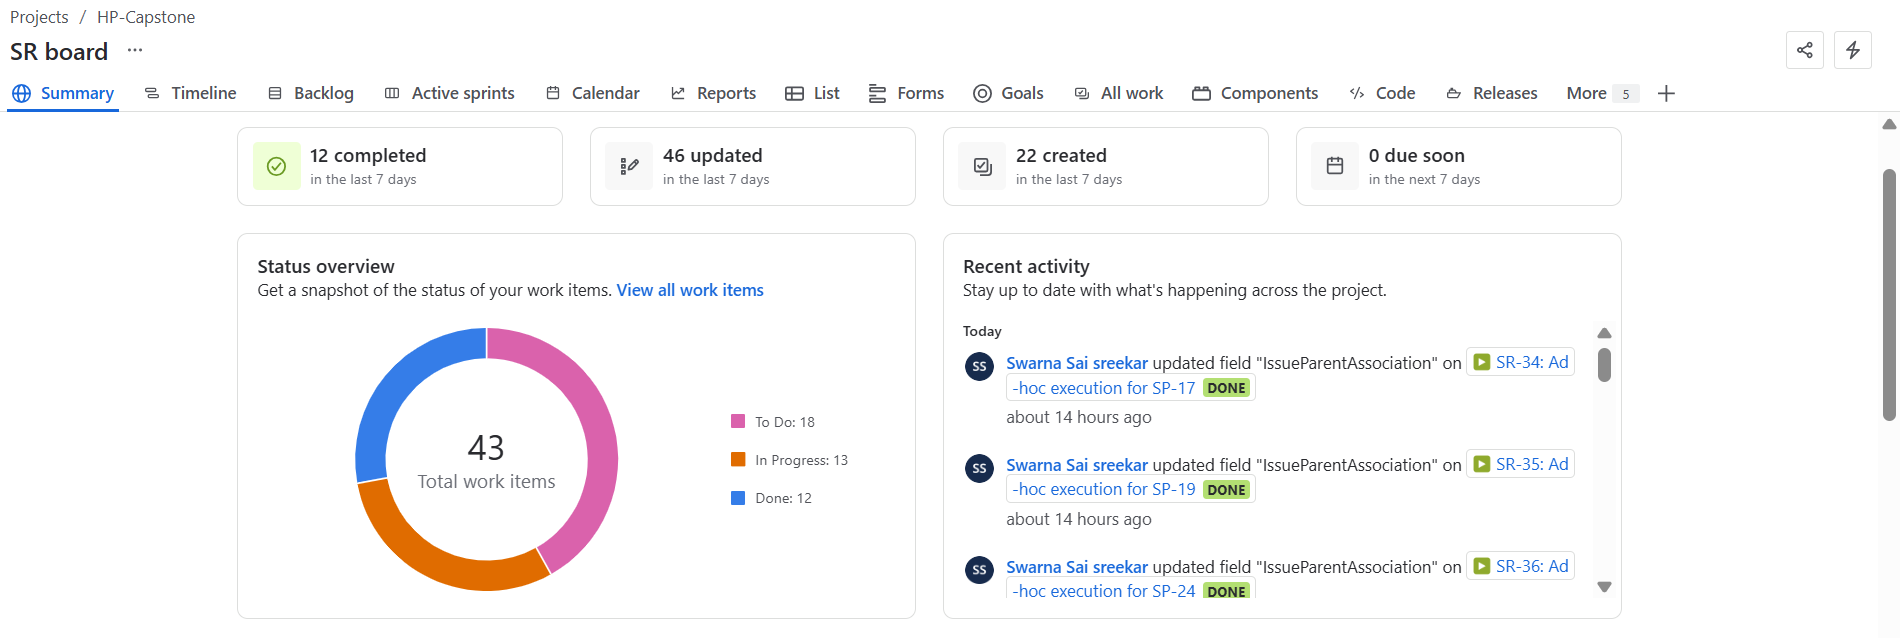 Projects / HP-Capstone
SR board ...
Summary Timeline Backlog Active sprints Calendar Reports List Forms Goals All work Components Code Releases More 5
12 completed
in the last 7 days
46 updated
in the last 7 days
22 created
in the last 7 days
0 due soon
in the next 7 days
Status overview
Get a snapshot of the status of your work items. View all work items
43
Total work items
To Do: 18
In Progress: 13
Done: 12
Recent activity
Stay up to date with what's happening across the project.
Today
SS Swarna Sai sreekar updated field "IssueParentAssociation" on SR-34: Ad
-hoc execution for SP-17 DONE
about 14 hours ago
SS Swarna Sai sreekar updated field "IssueParentAssociation" on SR-35: Ad
-hoc execution for SP-19 DONE
about 14 hours ago
SS Swarna Sai sreekar updated field "IssueParentAssociation" on SR-36: Ad
-hoc execution for SP-24 DONE